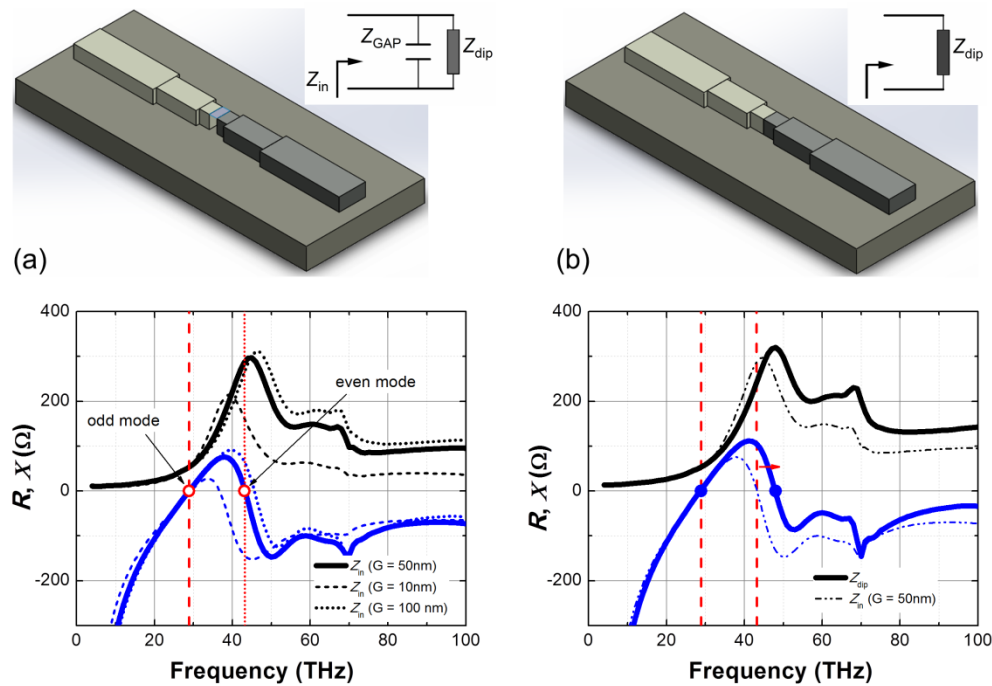 Z_GAP
Z_dip
Z_in
(a)
Z_dip
(b)
R, X (Ω)
400
200
0
-200
odd mode
even mode
Z_in (G = 50nm)
Z_in (G = 10nm)
Z_in (G = 100 nm)
0 20 40 60 80 100
Frequency (THz)
R, X (Ω)
400
200
0
-200
Z_dip
Z_in (G = 50nm)
0 20 40 60 80 100
Frequency (THz)